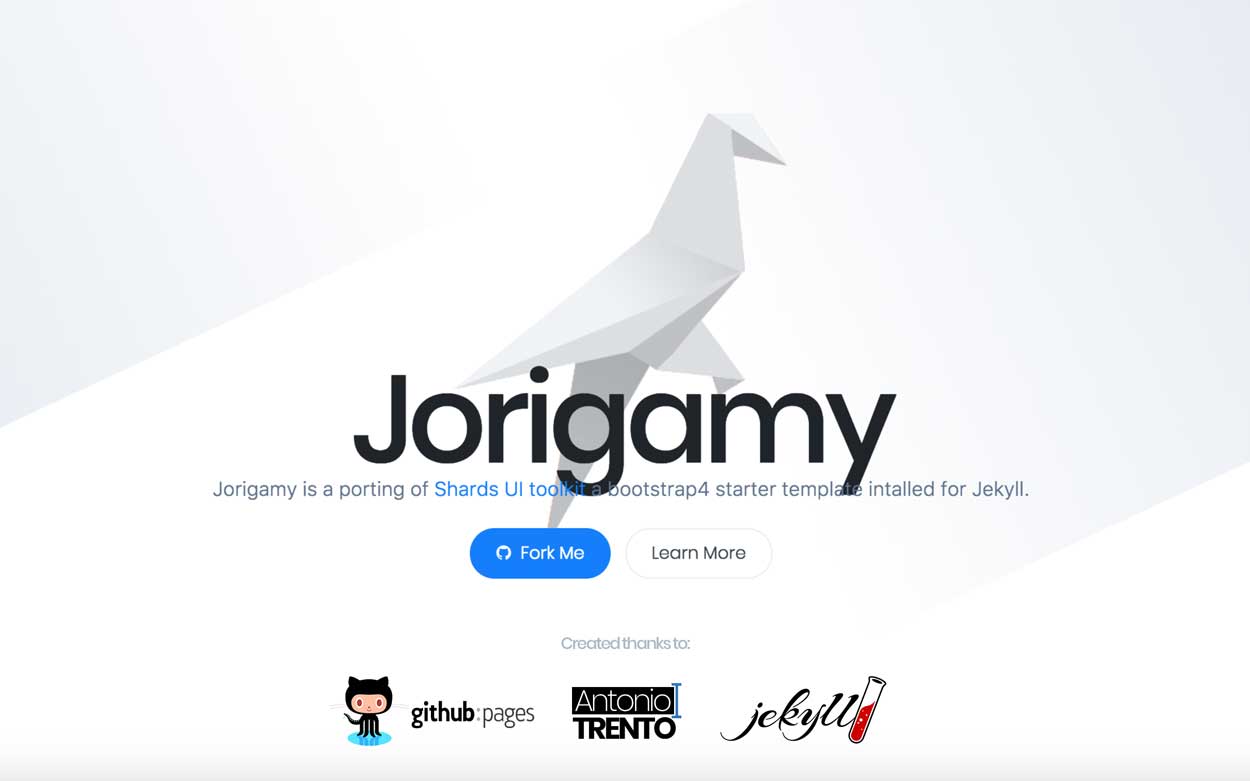 Jorigamy
Jorigamy is a porting of Shards UI toolkit a bootstrap4 starter template intalled for Jekyll.
Fork Me
Learn More
Created thanks to:
github:pages
Antonio
TRENTO
jekyll